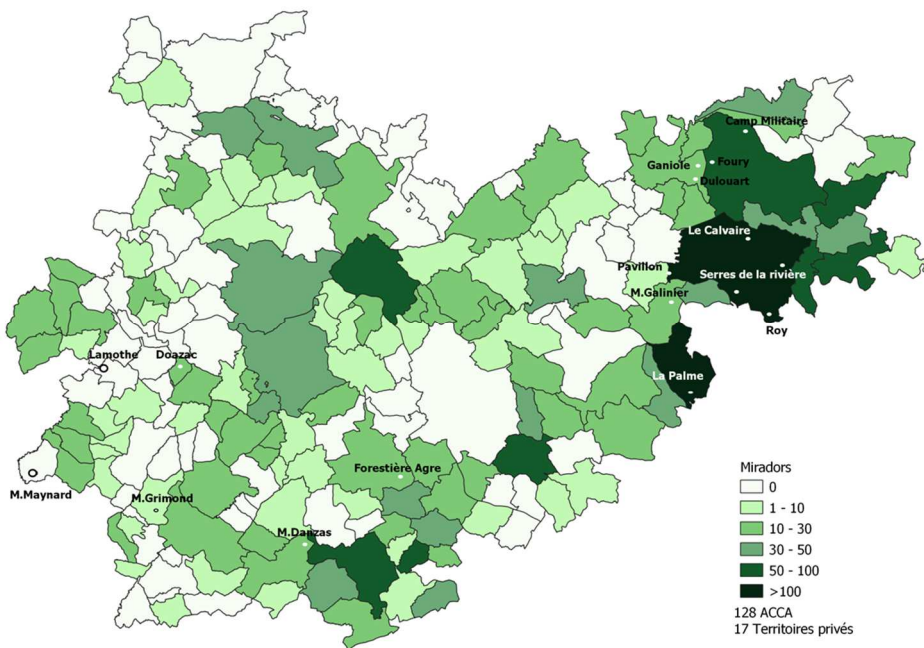 Camp Militaire
Ganiole
Foury
Dulouart
Le Calvaire
Pavillon
Serres de la rivière
M.Galinier
Roy
Lamothe
Doazac
La Palme
Forestière Agre
M.Maynard
M.Grimond
M.Danzas
Miradors
0
1 - 10
10 - 30
30 - 50
50 - 100
>100
128 ACCA
17 Territoires privés